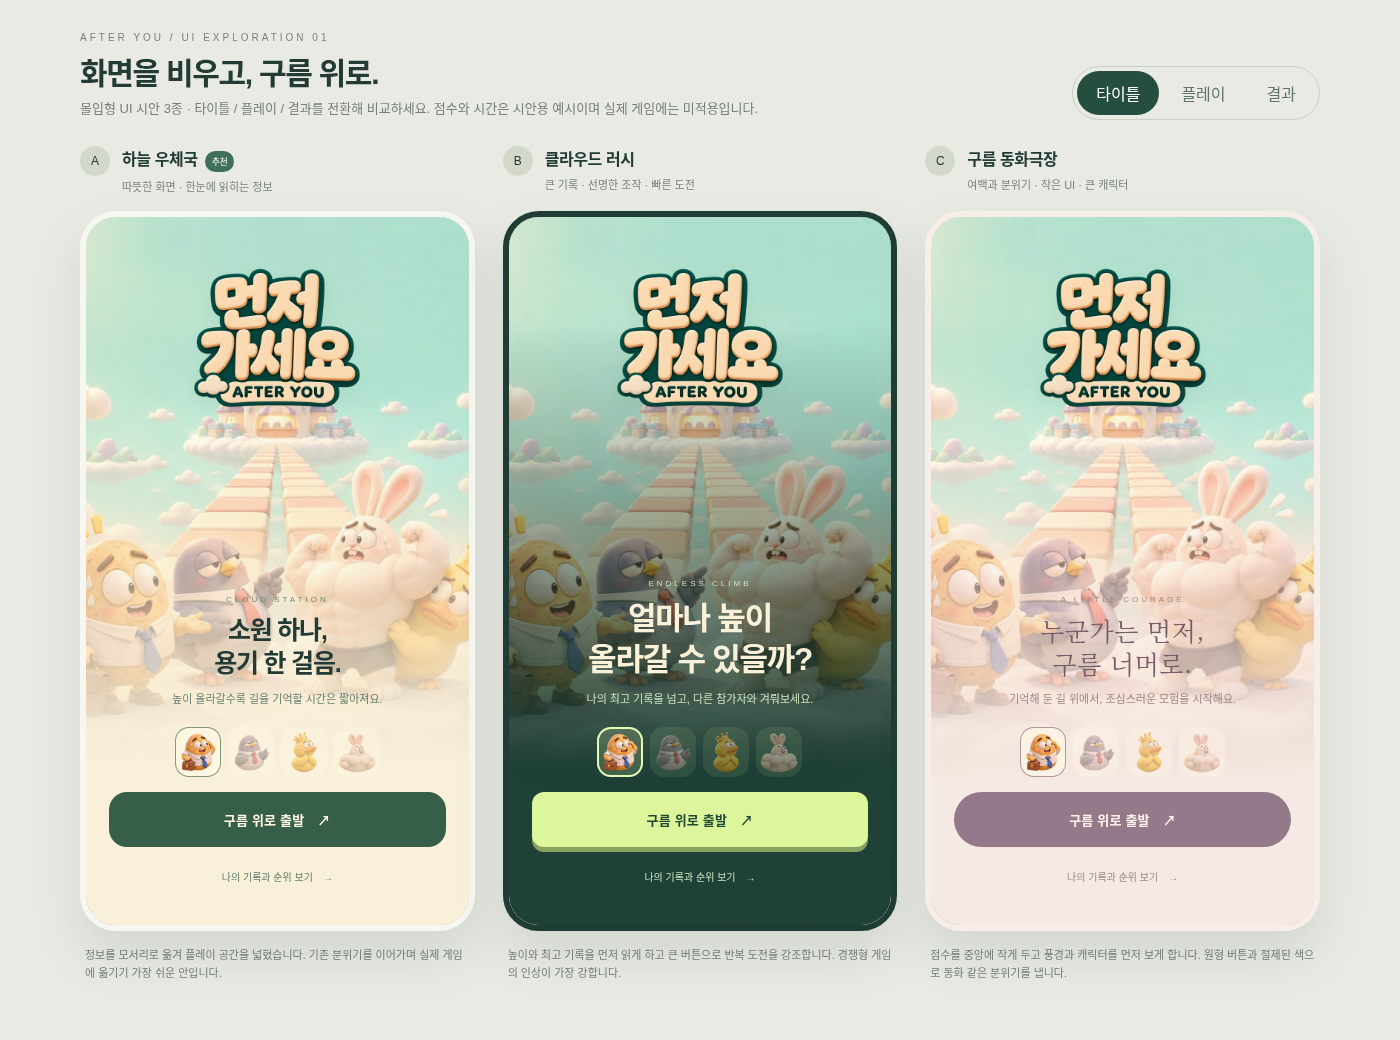 AFTER YOU / UI EXPLORATION 01
화면을 비우고, 구름 위로.
몰입형 UI 시안 3종 · 타이틀 / 플레이 / 결과를 전환해 비교하세요. 점수와 시간은 시안용 예시이며 실제 게임에는 미적용입니다.
타이틀 플레이 결과
A 하늘 우체국 추천
따뜻한 화면 · 한눈에 읽히는 정보
먼저
가세요
AFTER YOU
CLOUD STATION
소원 하나,
용기 한 걸음.
높이 올라갈수록 길을 기억할 시간은 짧아져요.
구름 위로 출발 ↗
나의 기록과 순위 보기 →
정보를 모서리로 옮겨 플레이 공간을 넓혔습니다. 기존 분위기를 이어가며 실제 게임
에 옮기기 가장 쉬운 안입니다.
B 클라우드 러시
큰 기록 · 선명한 조작 · 빠른 도전
먼저
가세요
AFTER YOU
ENDLESS CLIMB
얼마나 높이
올라갈 수 있을까?
나의 최고 기록을 넘고, 다른 참가자와 겨뤄보세요.
구름 위로 출발 ↗
나의 기록과 순위 보기 →
높이와 최고 기록을 먼저 읽게 하고 큰 버튼으로 반복 도전을 강조합니다. 경쟁형 게임
의 인상이 가장 강합니다.
C 구름 동화극장
여백과 분위기 · 작은 UI · 큰 캐릭터
먼저
가세요
AFTER YOU
A LITTLE COURAGE
누군가는 먼저,
구름 너머로.
기억해 둔 길 위에서, 조심스러운 모험을 시작해요.
구름 위로 출발 ↗
나의 기록과 순위 보기 →
점수를 중앙에 작게 두고 풍경과 캐릭터를 먼저 보게 합니다. 원형 버튼과 절제된 색으
로 동화 같은 분위기를 냅니다.